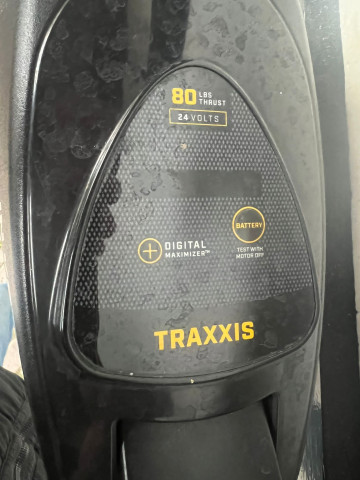 80 LBS THRUST
24 VOLTS
BATTERY
DIGITAL
MAXIMIZER™
TEST WITH
MOTOR OFF
TRAXXIS